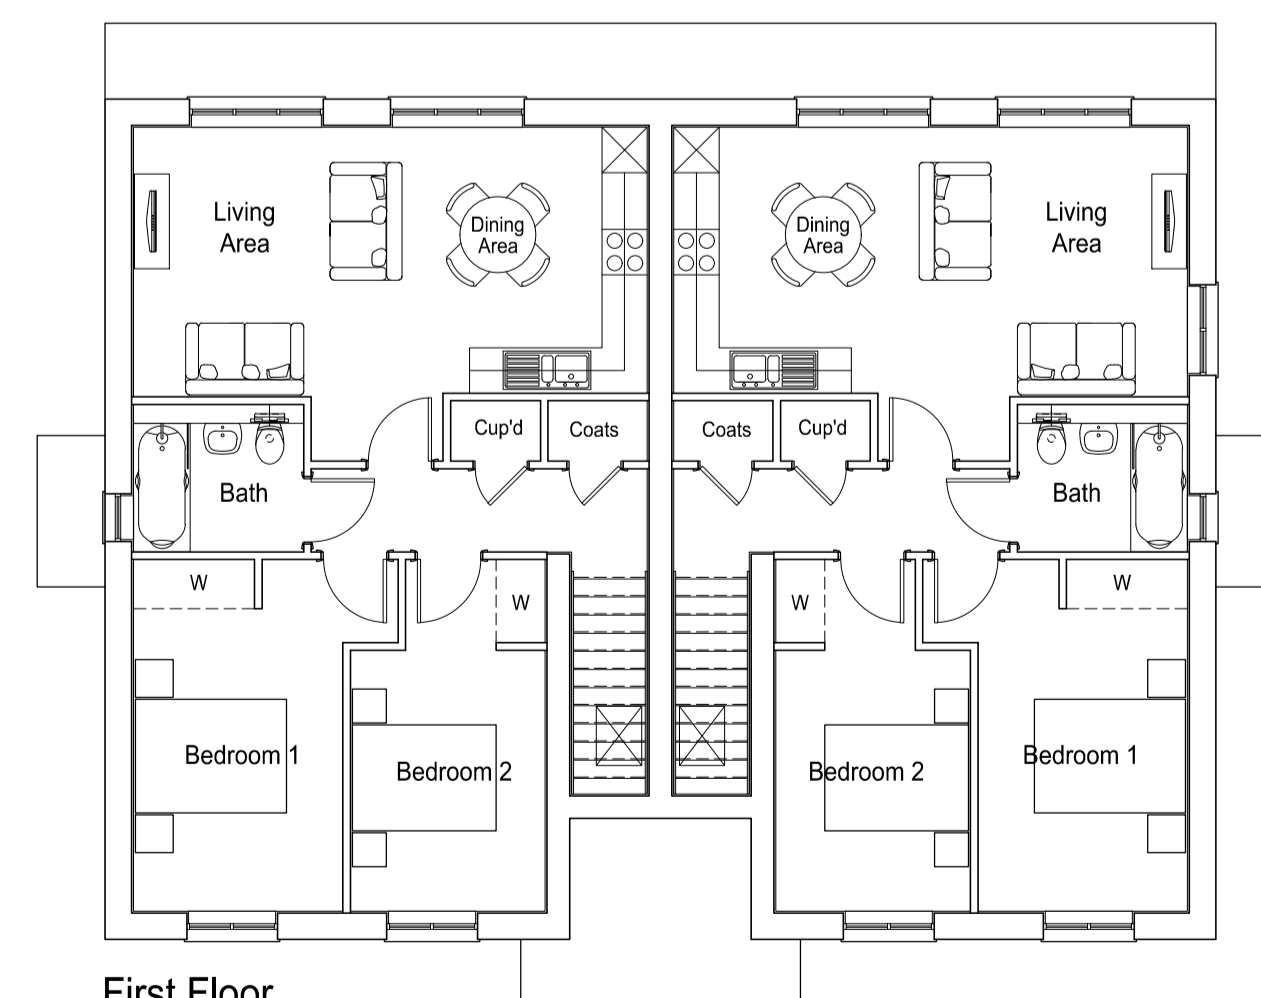 Living
Area
Dining
Area
Dining
Area
Living
Area
Cup'd
Coats
Coats
Cup'd
Bath
Bath
W
W
W
W
Bedroom 1
Bedroom 2
Bedroom 2
Bedroom 1
First Floor